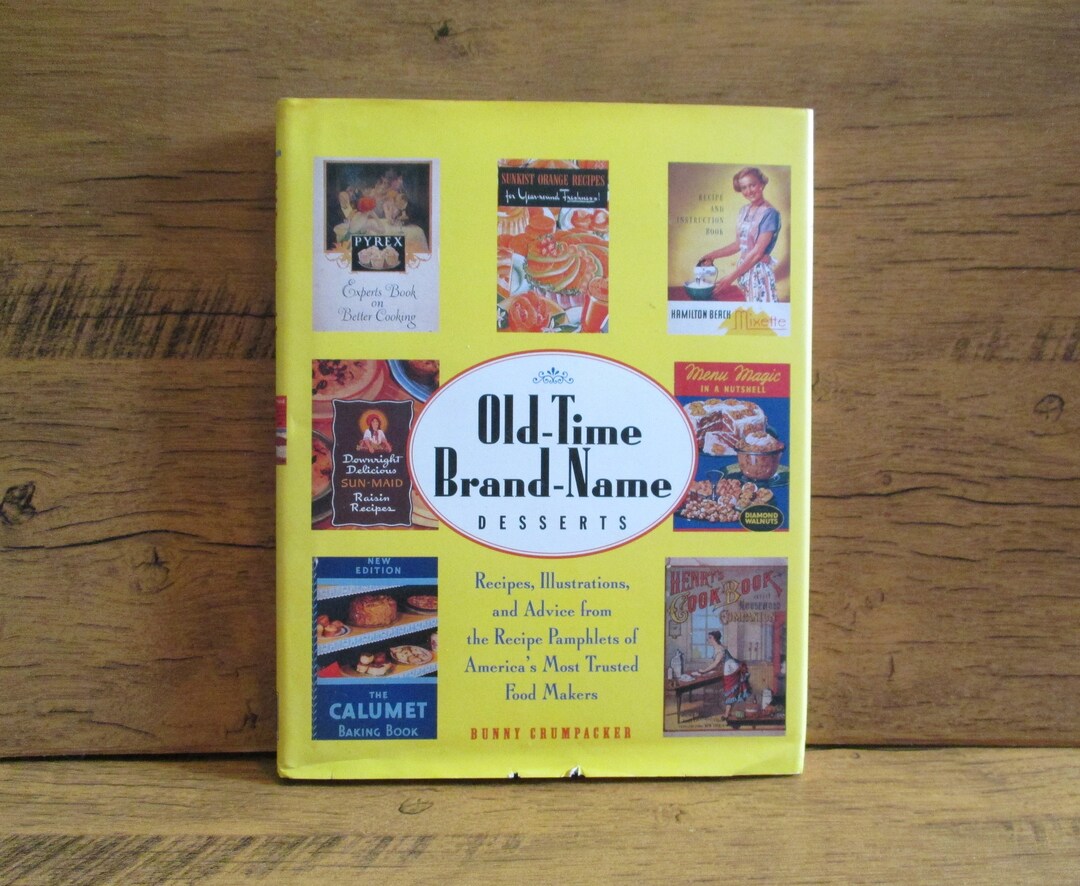 PYREX
Experts Book
on
Better Cooking
SUNKIST ORANGE RECIPES
for Year-round Freshness!
RECIPE
AND
INSTRUCTION
BOOK
HAMILTON BEACH
Mixette
Downright
Delicious
SUN-MAID
Raisin
Recipes
Old-Time
Brand-Name
DESSERTS
Menu Magic
IN A NUTSHELL
DIAMOND
WALNUTS
NEW
EDITION
THE
CALUMET
BAKING BOOK
Recipes, Illustrations,
and Advice from
the Recipe Pamphlets of
America's Most Trusted
Food Makers
BUNNY CRUMPACKER
HENRY'S
COOK BOOK
AND
HOUSEHOLD
COMPANION